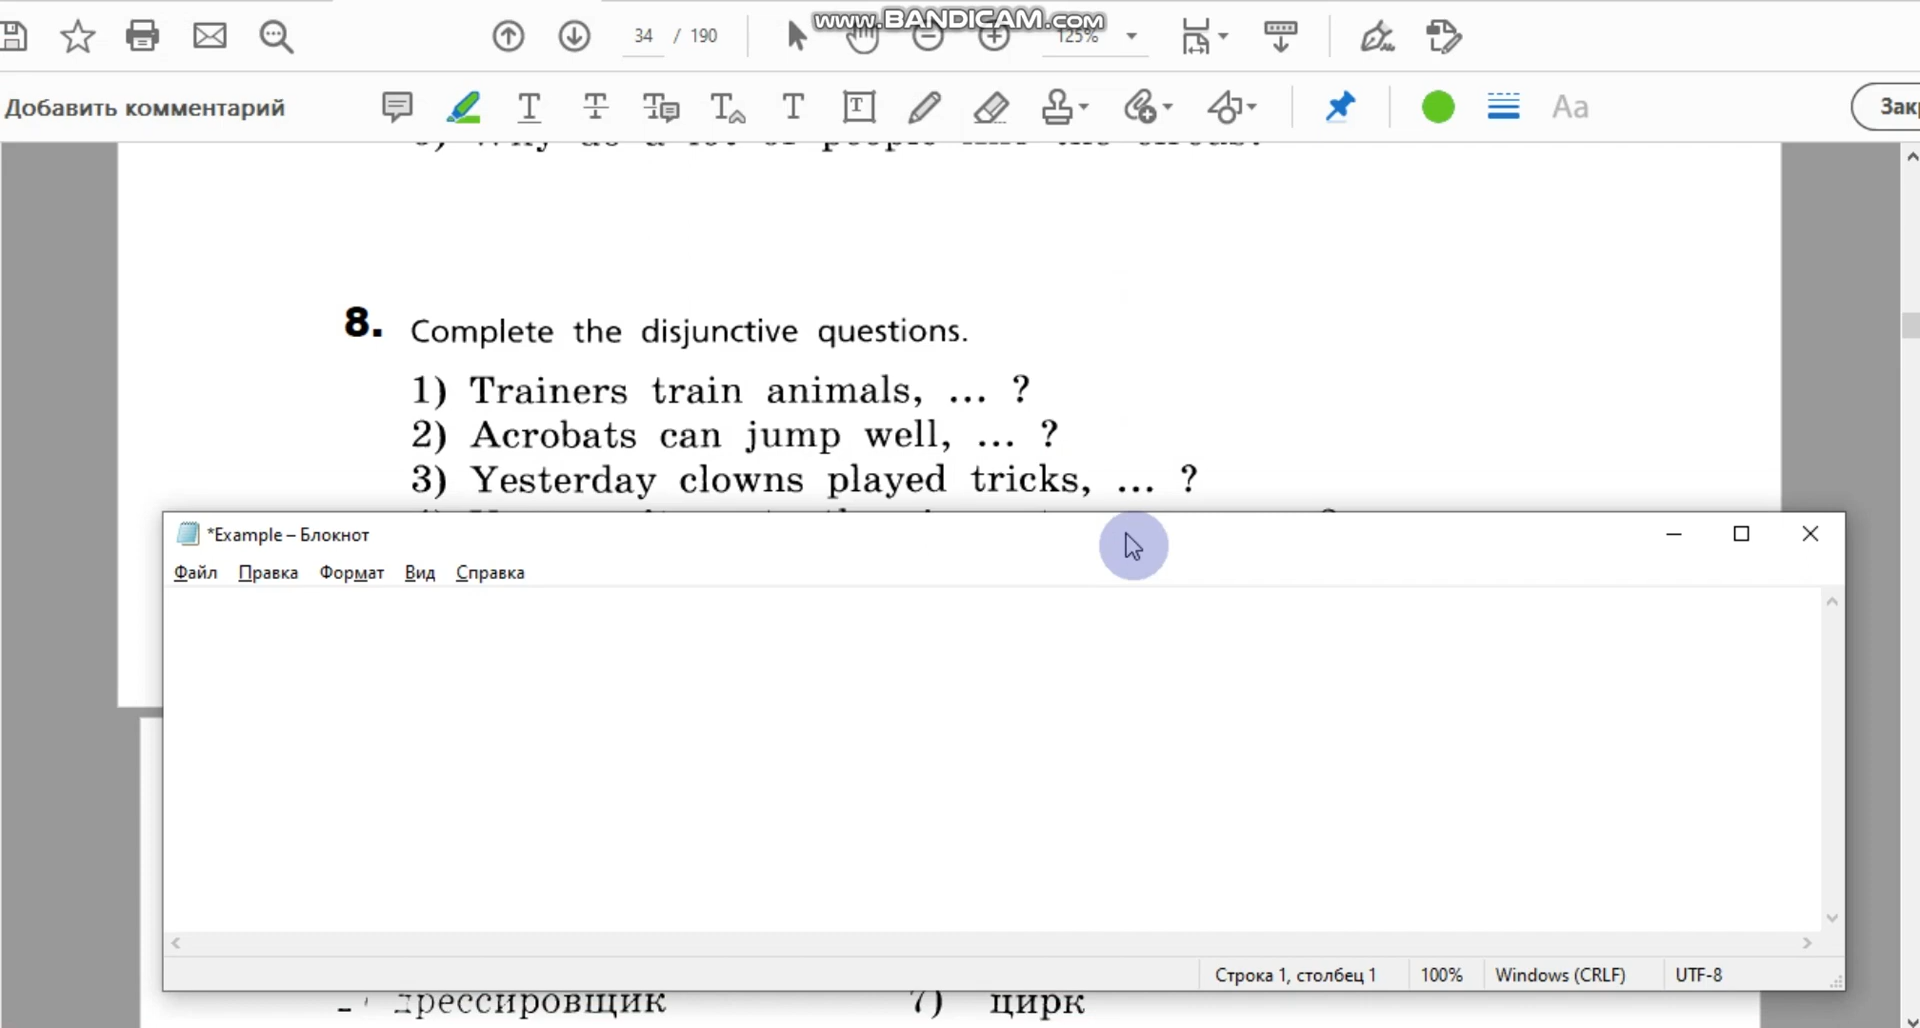 www.BANDICAM.com
34 / 190
125%
Добавить комментарий
Aa
8. Complete the disjunctive questions.
1) Trainers train animals, ... ?
2) Acrobats can jump well, ... ?
3) Yesterday clowns played tricks, ... ?
*Example – Блокнот
Файл Правка Формат Вид Справка
Строка 1, столбец 1 100% Windows (CRLF) UTF-8
дрессировщик 7) цирк